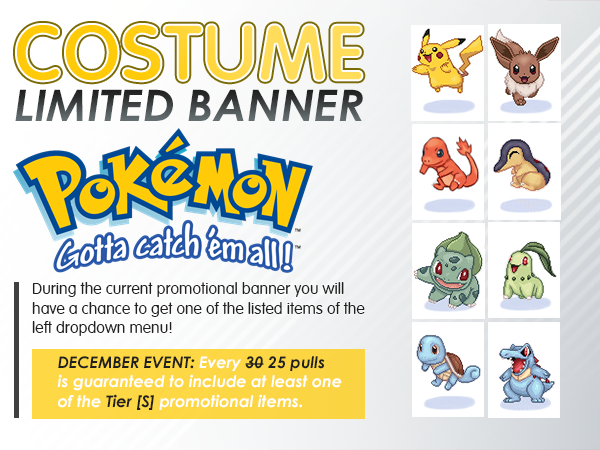 COSTUME
LIMITED BANNER
POKéMON
TM
Gotta catch 'em all!
TM
During the current promotional banner you will
have a chance to get one of the listed items of the
left dropdown menu!
DECEMBER EVENT: Every 30 25 pulls
is guaranteed to include at least one
of the Tier [S] promotional items.